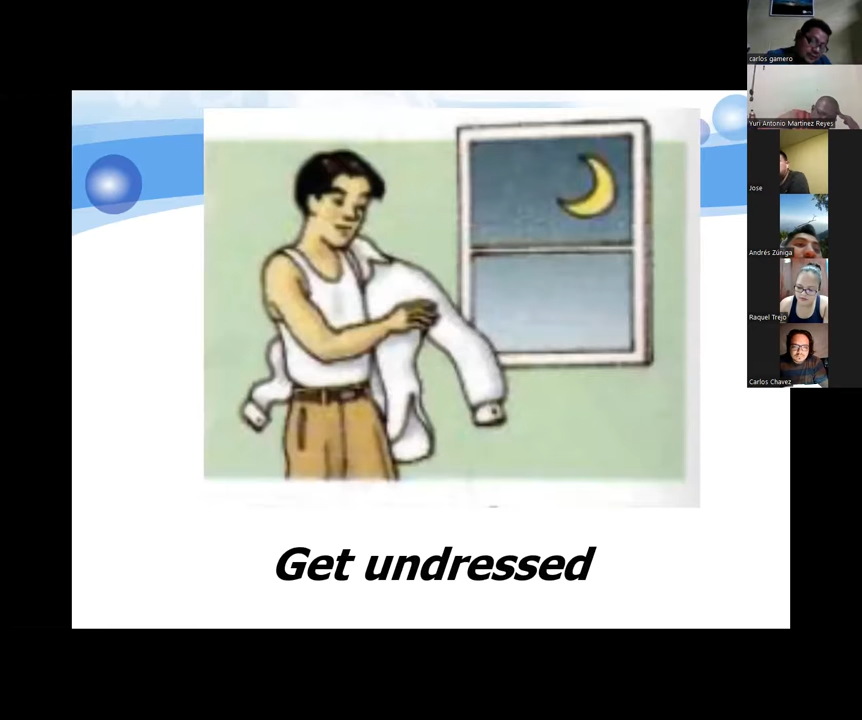 carlos gamero
Yuri Antonio Martinez Reyes
Jose
Andrés Zúniga
Raquel Trejo
Carlos Chavez
Get undressed